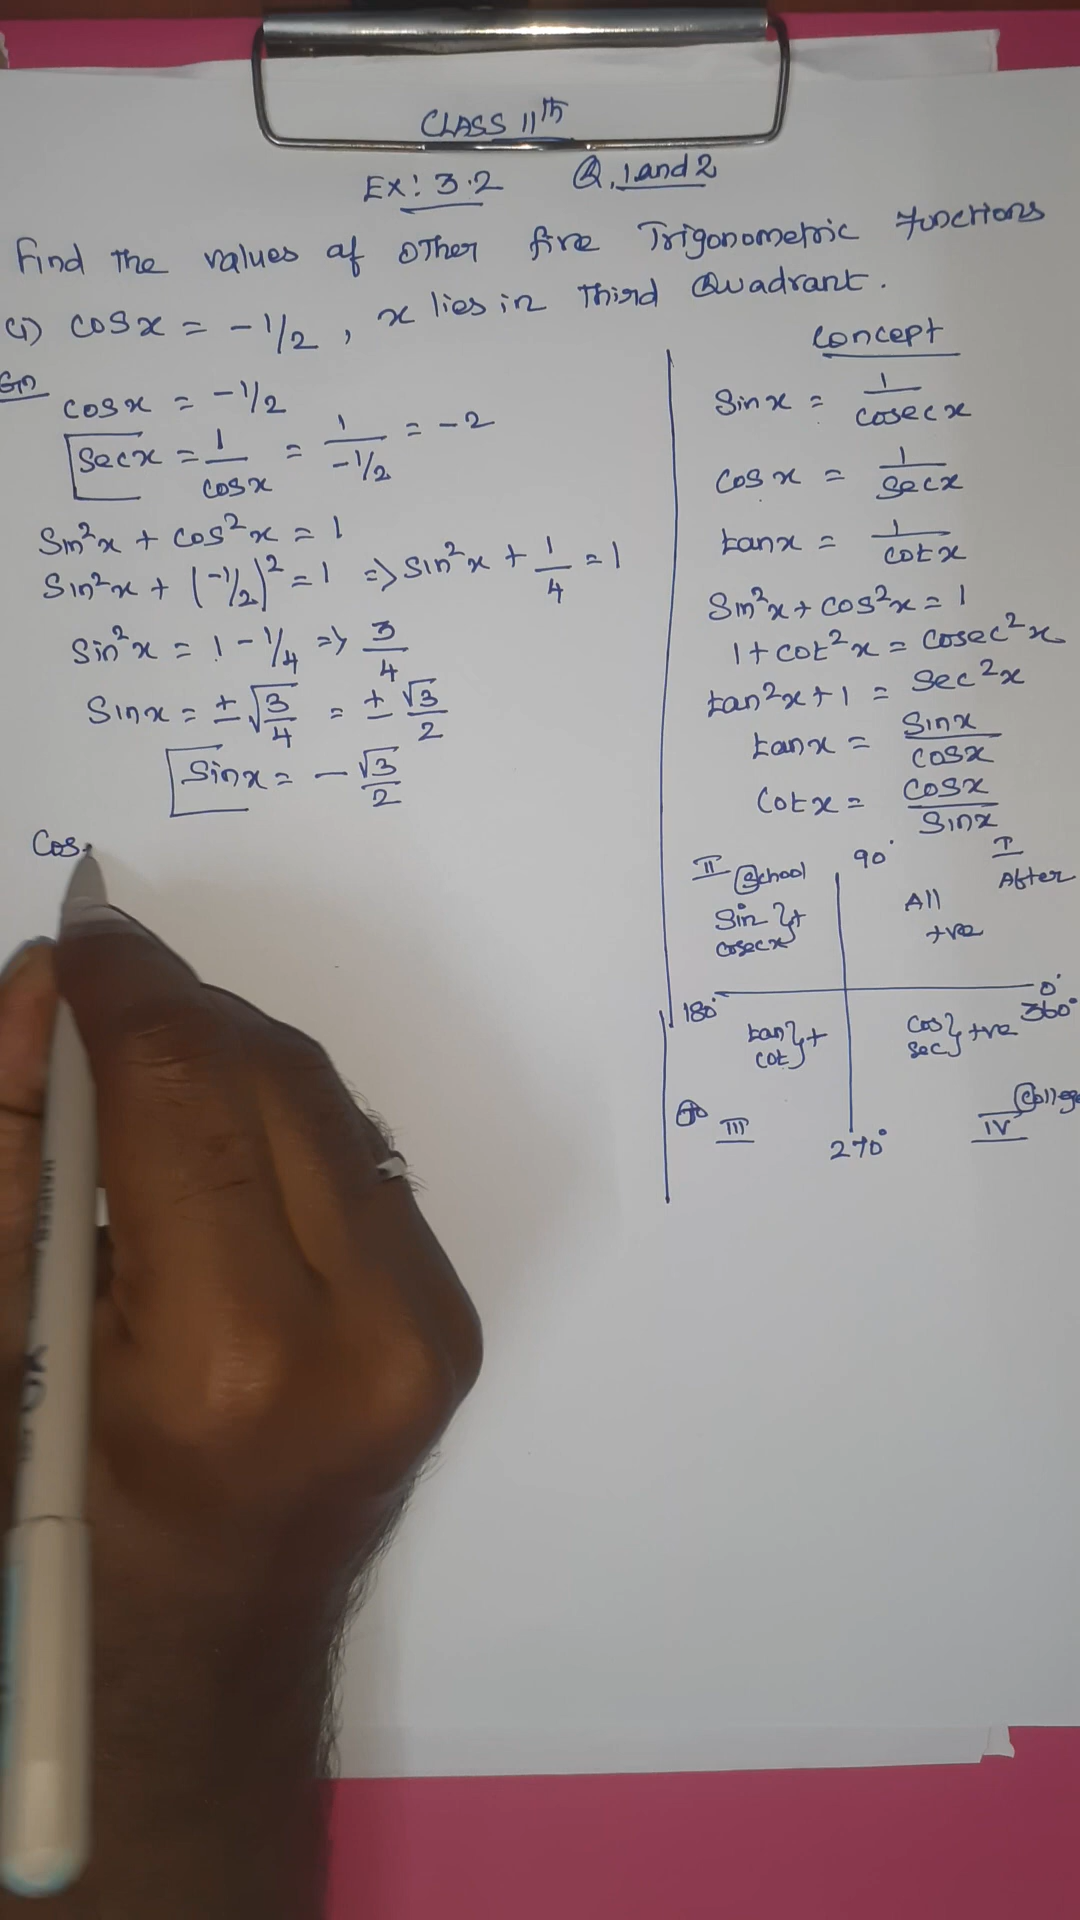 CLASS 11th
Ex: 3.2 Q. 1 and 2
Find the values of other five Trigonometric functions
(i) cos x = -1/2, x lies in Third Quadrant.
Gn
cos x = -1/2
sec x = 1/cos x = 1/(-1/2) = -2
Sin²x + cos²x = 1
Sin²x + (-1/2)² = 1 => sin²x + 1/4 = 1
Sin²x = 1 - 1/4 => 3/4
Sin x = ± √3/4 = ± √3/2
Sin x = - √3/2
Cos
Concept
Sin x = 1/cosec x
cos x = 1/sec x
tan x = 1/cot x
Sin²x + cos²x = 1
1 + cot²x = cosec²x
tan²x + 1 = sec²x
tan x = Sin x/cos x
Cot x = cos x/Sin x
II School 90° I After
Sin } + All
cosec x +ve
180° 0° 360°
tan } + cos } +ve
cot sec
To III 270° IV College